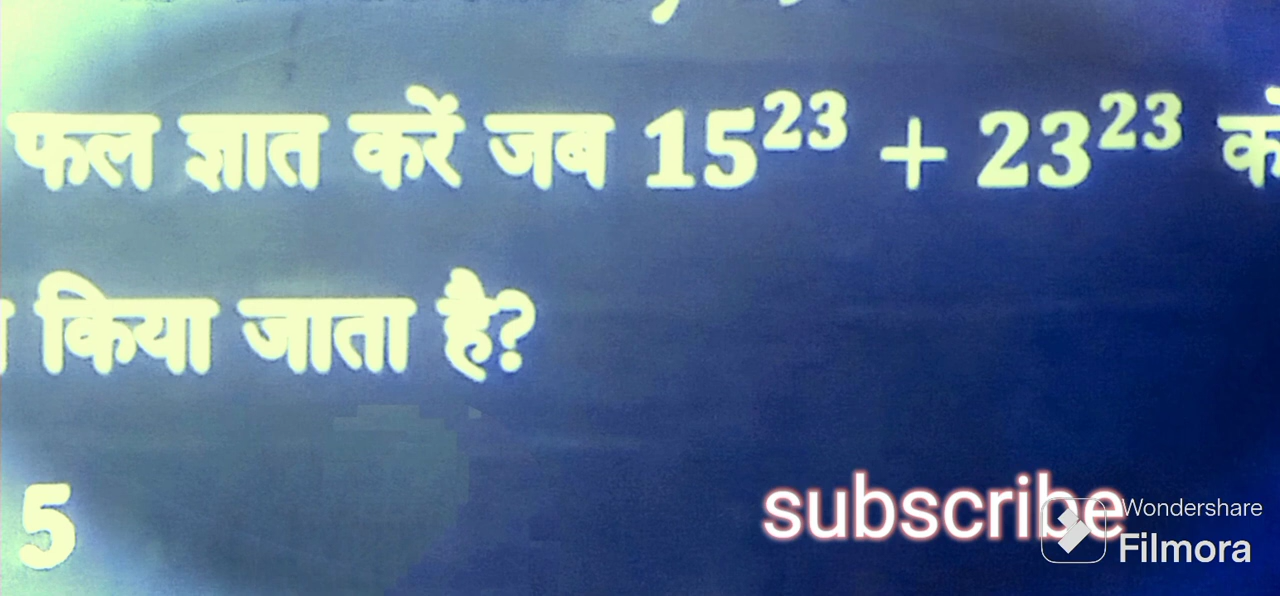 फल ज्ञात करें जब 15²³ + 23²³
किया जाता है?
5
subscribe
Wondershare
Filmora